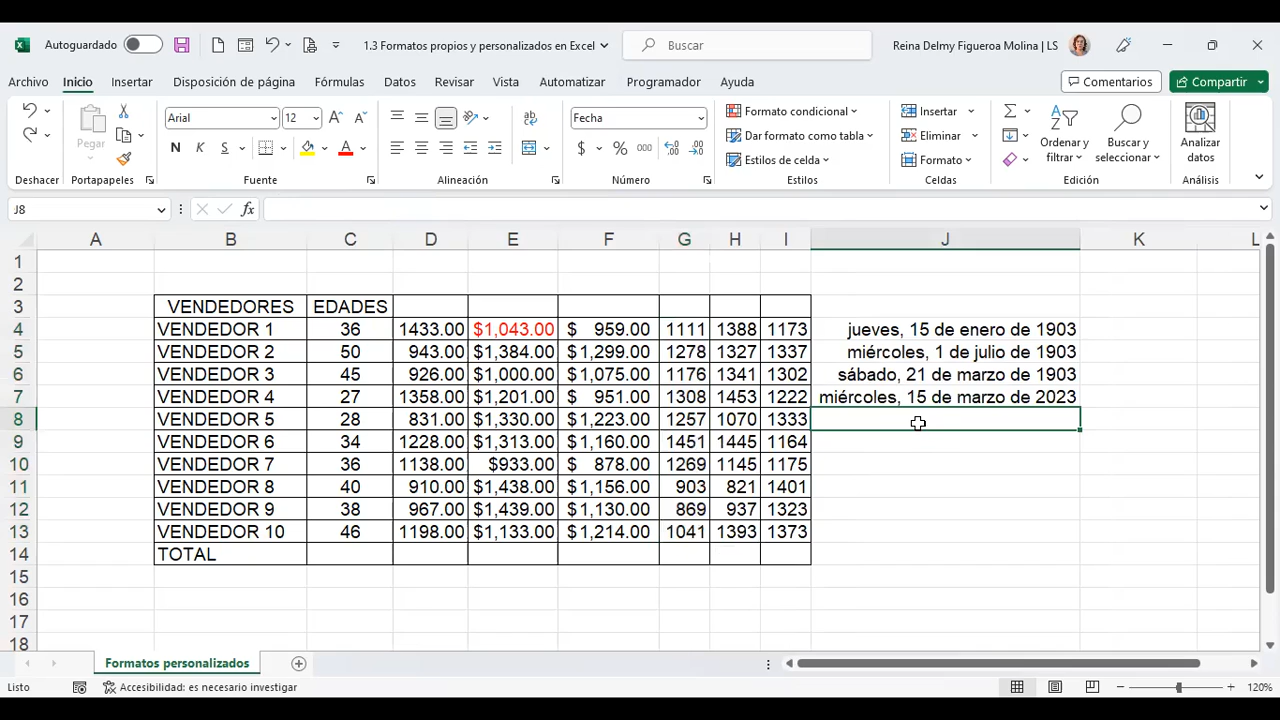 Autoguardado 1.3 Formatos propios y personalizados en Excel Buscar Reina Delmy Figueroa Molina | LS
Archivo Inicio Insertar Disposición de página Fórmulas Datos Revisar Vista Automatizar Programador Ayuda Comentarios Compartir
Pegar Arial 12 Fecha Formato condicional Insertar
N K S A $ % 000 Dar formato como tabla Eliminar Ordenar y filtrar Buscar y seleccionar Analizar datos
Estilos de celda Formato
Deshacer Portapapeles Fuente Alineación Número Estilos Celdas Edición Análisis
J8 fx
A B C D E F G H I J K L
1
2
3 VENDEDORES EDADES
4 VENDEDOR 1 36 1433.00 $1,043.00 $ 959.00 1111 1388 1173 jueves, 15 de enero de 1903
5 VENDEDOR 2 50 943.00 $1,384.00 $ 1,299.00 1278 1327 1337 miércoles, 1 de julio de 1903
6 VENDEDOR 3 45 926.00 $1,000.00 $ 1,075.00 1176 1341 1302 sábado, 21 de marzo de 1903
7 VENDEDOR 4 27 1358.00 $1,201.00 $ 951.00 1308 1453 1222 miércoles, 15 de marzo de 2023
8 VENDEDOR 5 28 831.00 $1,330.00 $ 1,223.00 1257 1070 1333
9 VENDEDOR 6 34 1228.00 $1,313.00 $ 1,160.00 1451 1445 1164
10 VENDEDOR 7 36 1138.00 $933.00 $ 878.00 1269 1145 1175
11 VENDEDOR 8 40 910.00 $1,438.00 $ 1,156.00 903 821 1401
12 VENDEDOR 9 38 967.00 $1,439.00 $ 1,130.00 869 937 1323
13 VENDEDOR 10 46 1198.00 $1,133.00 $ 1,214.00 1041 1393 1373
14 TOTAL
15
16
17
18
Formatos personalizados
Listo Accesibilidad: es necesario investigar 120%